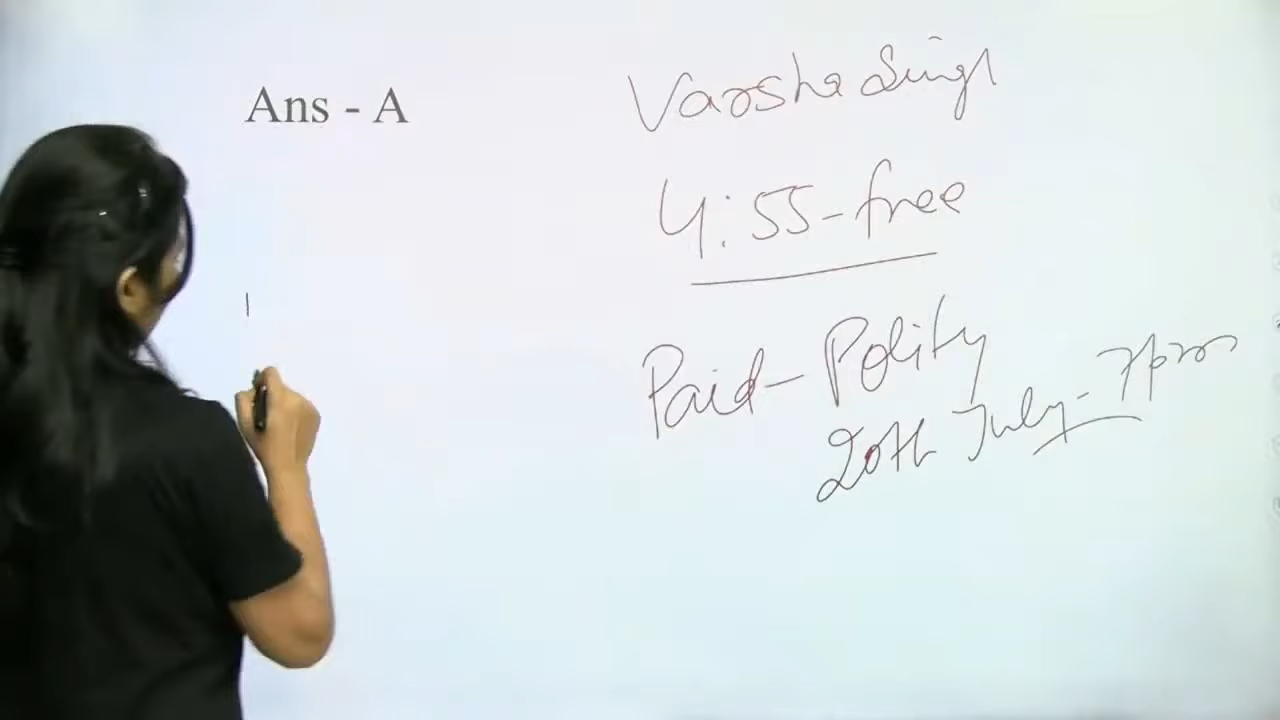 Ans - A
Varsha Singh
4:55-free
Paid-Polity
20th July-7pm